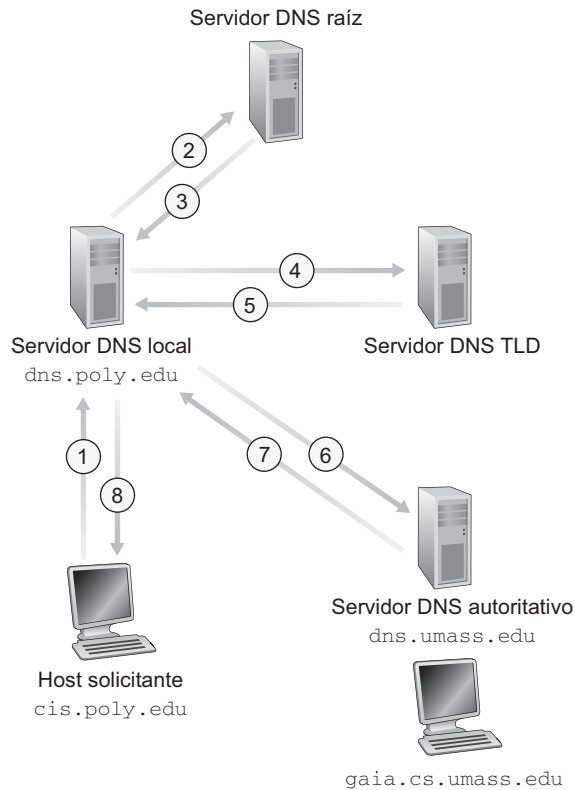 Servidor DNS raíz
2
3
4
5
Servidor DNS local
dns.poly.edu
Servidor DNS TLD
1
8
7
6
Servidor DNS autoritativo
dns.umass.edu
Host solicitante
cis.poly.edu
gaia.cs.umass.edu